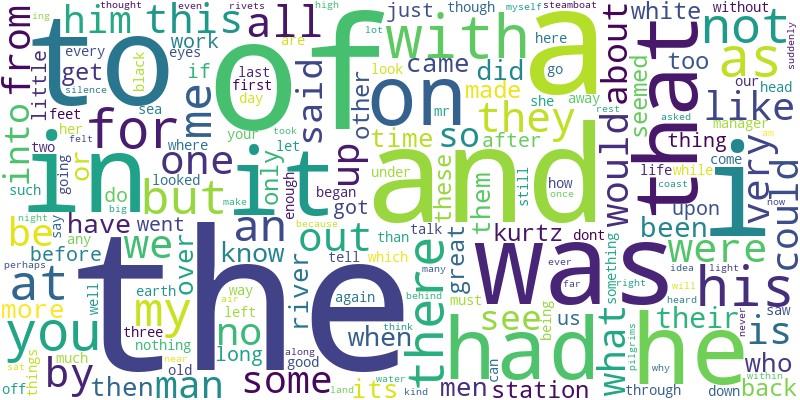 thought even rivets high myself steamboat
from him this all with a about white without
to of on not as
little every work eyes get if are lot just though here
black last first day look came did go she away our head suddenly
silence sea feet me said other mr made they would seemed too like
into her felt two where your took time so rest asked manager
for or such going do looked one only let up under after these them still how
in but it and that i very
thing come life while am coast now once
be night any say have went big make enough because began got
we an out talk than which there great kurtz dont upon been could
before know over river tell many ever far idea light something were his
at earth way again behind must being heard will right saw
perhaps well air left when think see us their is never
more my the was had he what
you three nothing no long good along its men can station pilgrims why who
things much near old some land water kind through down within back
off sat by then man